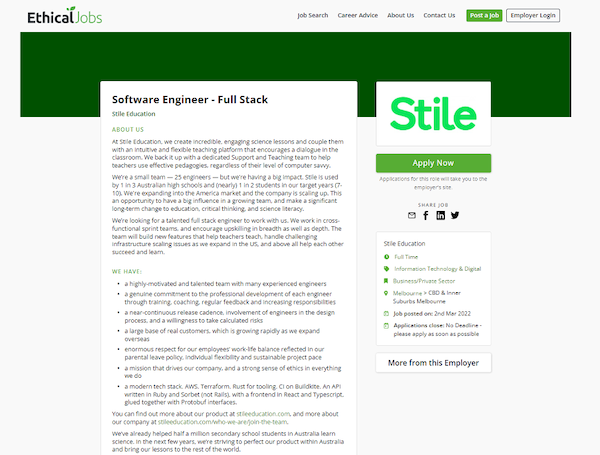 EthicalJobs
Job Search Career Advice About Us Contact Us Post a Job Employer Login
Software Engineer - Full Stack
Stile Education
ABOUT US
At Stile Education, we create incredible, engaging science lessons and couple them
with an intuitive and flexible teaching platform that encourages a dialogue in the
classroom. We back it up with a dedicated Support and Teaching team to help
teachers use effective pedagogies, regardless of their level of computer savvy.
We're a small team — 25 engineers — but we're having a big impact. Stile is used
by 1 in 3 Australian high schools and (nearly) 1 in 2 students in our target years (7-
10). We're expanding into the America market and the company is scaling up. This
an opportunity to have a big influence in a growing team, and make a significant
long-term change to education, critical thinking, and science literacy.
We're looking for a talented full stack engineer to work with us. We work in cross-
functional sprint teams, and encourage upskilling in breadth as well as depth. The
team will build new features that help teachers teach, handle challenging
infrastructure scaling issues as we expand in the US, and above all help each other
succeed and learn.
WE HAVE:
• a highly-motivated and talented team with many experienced engineers
• a genuine commitment to the professional development of each engineer
through training, coaching, regular feedback and increasing responsibilities
• a near-continuous release cadence, involvement of engineers in the design
process, and a willingness to take calculated risks
• a large base of real customers, which is growing rapidly as we expand
overseas
• enormous respect for our employees' work-life balance reflected in our
parental leave policy, individual flexibility and sustainable project pace
• a mission that drives our company, and a strong sense of ethics in everything
we do
• a modern tech stack. AWS, Terraform, Rust for tooling, CI on Buildkite. An API
written in Ruby and Sorbet (not Rails), with a frontend in React and Typescript,
glued together with Protobuf interfaces.
You can find out more about our product at stileeducation.com, and more about
our company at stileeducation.com/who-we-are/join-the-team.
We've already helped half a million secondary school students in Australia learn
science. In the next few years, we're striving to perfect our product within Australia
and bring our lessons to the rest of the world.
Stile
Apply Now
Applications for this role will take you to the
employer's site.
SHARE JOB
Stile Education
Full Time
Information Technology & Digital
Business/Private Sector
Melbourne > CBD & Inner
Suburbs Melbourne
Job posted on: 2nd Mar 2022
Applications close: No Deadline -
please apply as soon as possible
More from this Employer